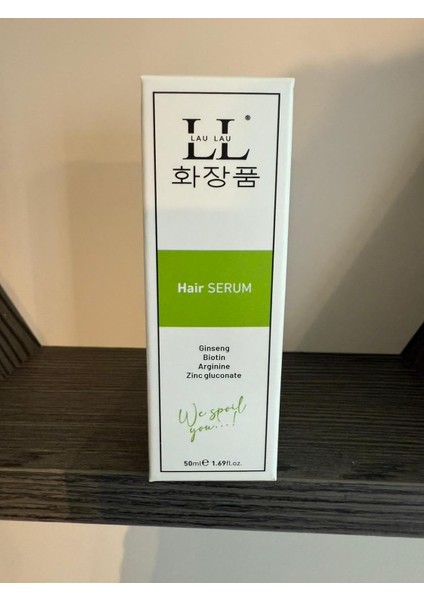 LL®
LAU LAU
화장품
Hair SERUM
Ginseng
Biotin
Arginine
Zinc gluconate
We spoil
you...!
50ml℮ 1.69fl.oz.